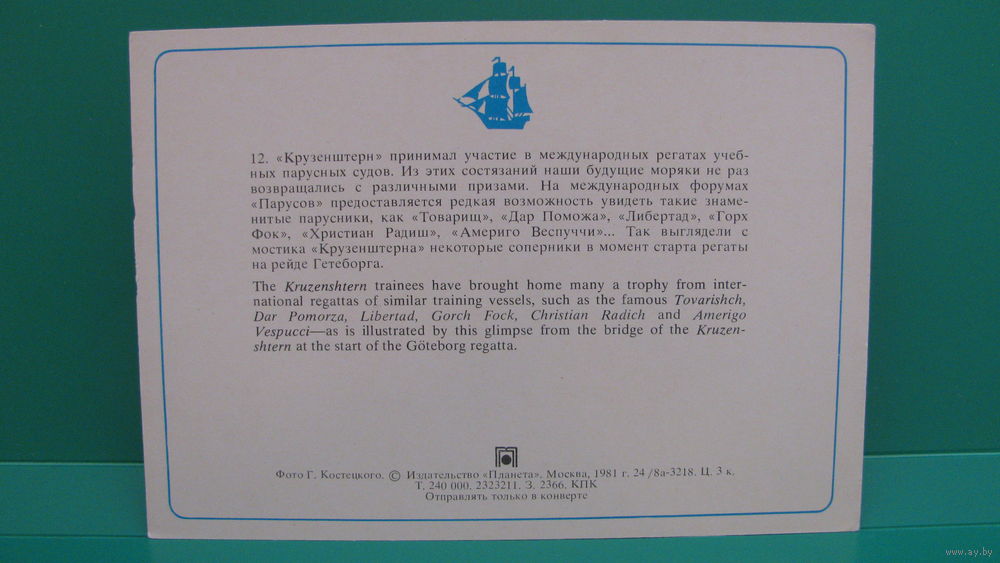 12. «Крузенштерн» принимал участие в международных регатах учеб-
ных парусных судов. Из этих состязаний наши будущие моряки не раз
возвращались с различными призами. На международных форумах
«Парусов» предоставляется редкая возможность увидеть такие знаме-
нитые парусники, как «Товарищ», «Дар Поможа», «Либертад», «Горх
Фок», «Христиан Радиш», «Америго Веспуччи»... Так выглядели с
мостика «Крузенштерна» некоторые соперники в момент старта регаты
на рейде Гетеборга.
The Kruzenshtern trainees have brought home many a trophy from inter-
national regattas of similar training vessels, such as the famous Tovarishch,
Dar Pomorza, Libertad, Gorch Fock, Christian Radich and Amerigo
Vespucci—as is illustrated by this glimpse from the bridge of the Kruzen-
shtern at the start of the Göteborg regatta.
Фото Г. Костецкого. © Издательство «Планета». Москва, 1981 г. 24/8а-3218. Ц. 3 к.
Т. 240 000. 2323211. З. 2366. КПК
Отправлять только в конверте
www.ay.by